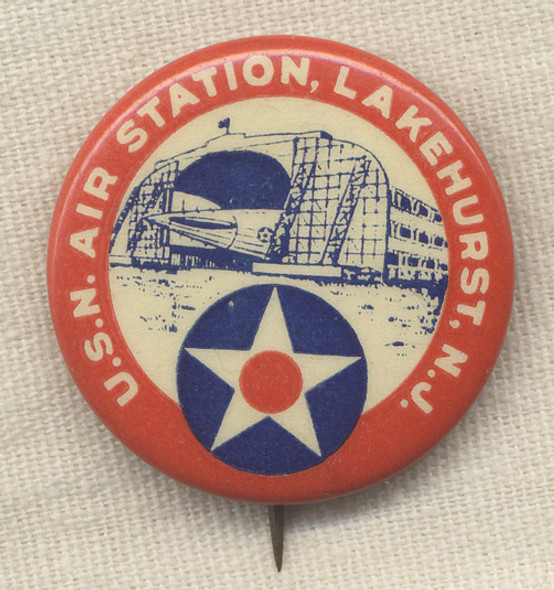 U.S.N. AIR STATION, LAKEHURST, N.J.